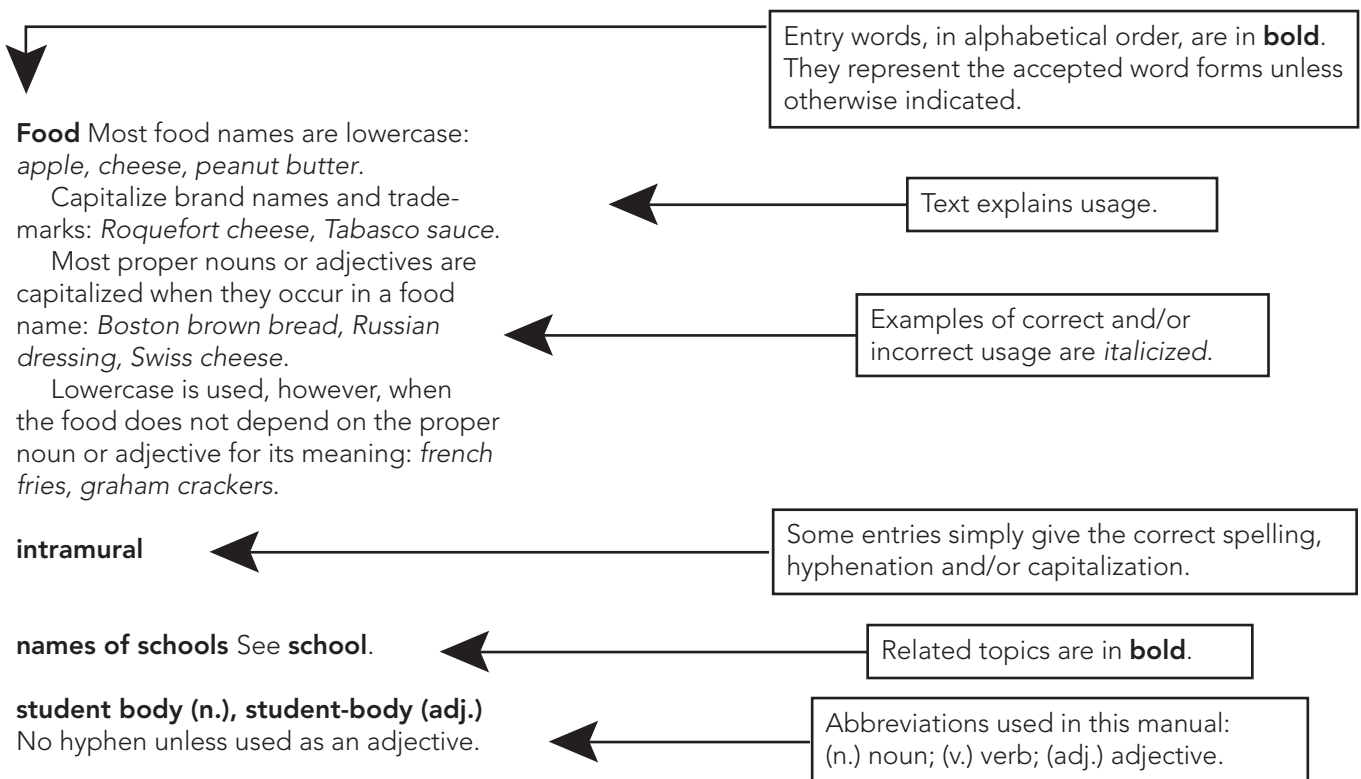 Entry words, in alphabetical order, are in bold.
They represent the accepted word forms unless
otherwise indicated.
Food Most food names are lowercase:
apple, cheese, peanut butter.
Capitalize brand names and trade-
marks: Roquefort cheese, Tabasco sauce.
Text explains usage.
Most proper nouns or adjectives are
capitalized when they occur in a food
name: Boston brown bread, Russian
dressing, Swiss cheese.
Examples of correct and/or
incorrect usage are italicized.
Lowercase is used, however, when
the food does not depend on the proper
noun or adjective for its meaning: french
fries, graham crackers.
intramural
Some entries simply give the correct spelling,
hyphenation and/or capitalization.
names of schools See school.
Related topics are in bold.
student body (n.), student-body (adj.)
No hyphen unless used as an adjective.
Abbreviations used in this manual:
(n.) noun; (v.) verb; (adj.) adjective.